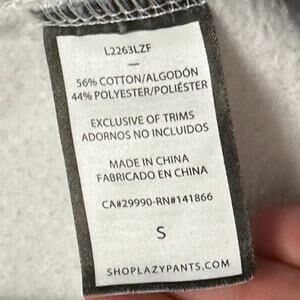 L2263LZF
—
56% COTTON/ALGODÓN
44% POLYESTER/POLIÉSTER
EXCLUSIVE OF TRIMS
ADORNOS NO INCLUIDOS
MADE IN CHINA
FABRICADO EN CHINA
CA#29990-RN#141866
S
SHOPLAZYPANTS.COM